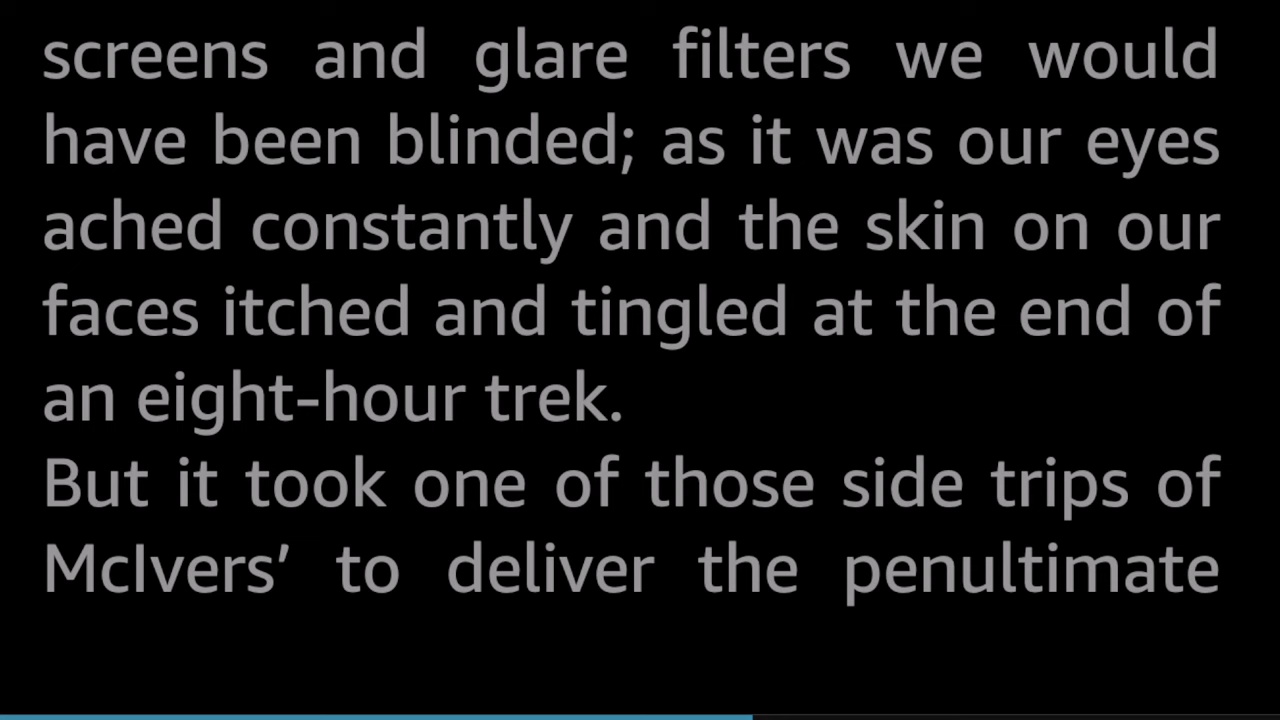 screens and glare filters we would
have been blinded; as it was our eyes
ached constantly and the skin on our
faces itched and tingled at the end of
an eight-hour trek.
But it took one of those side trips of
McIvers’ to deliver the penultimate